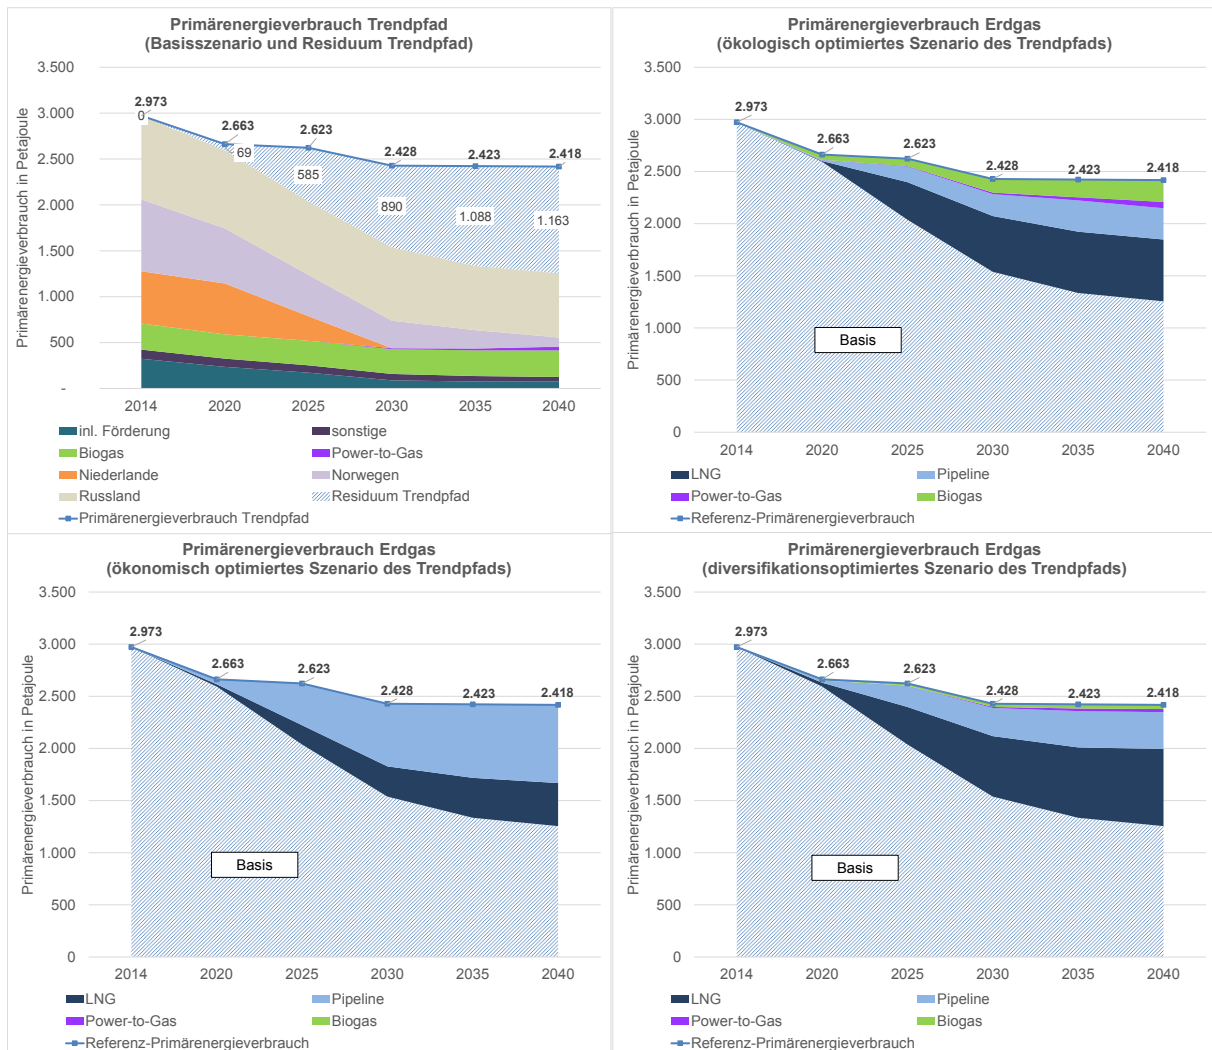 Primärenergieverbrauch Trendpfad
(Basisszenario und Residuum Trendpfad)
Primärenergieverbrauch in Petajoule
3.500
3.000
2.500
2.000
1.500
1.000
500
-
2.973
2.663
2.623
2.428
2.423
2.418
0
69
585
890
1.088
1.163
2014 2020 2025 2030 2035 2040
inl. Förderung sonstige
Biogas Power-to-Gas
Niederlande Norwegen
Russland Residuum Trendpfad
Primärenergieverbrauch Trendpfad
Primärenergieverbrauch Erdgas
(ökologisch optimiertes Szenario des Trendpfads)
Primärenergieverbrauch in Petajoule
3.500
3.000
2.500
2.000
1.500
1.000
500
0
2.973
2.663
2.623
2.428
2.423
2.418
Basis
2014 2020 2025 2030 2035 2040
LNG Pipeline
Power-to-Gas Biogas
Referenz-Primärenergieverbrauch
Primärenergieverbrauch Erdgas
(ökonomisch optimiertes Szenario des Trendpfads)
Primärenergieverbrauch in Petajoule
3.500
3.000
2.500
2.000
1.500
1.000
500
0
2.973
2.663
2.623
2.428
2.423
2.418
Basis
2014 2020 2025 2030 2035 2040
LNG Pipeline
Power-to-Gas Biogas
Referenz-Primärenergieverbrauch
Primärenergieverbrauch Erdgas
(diversifikationsoptimiertes Szenario des Trendpfads)
Primärenergieverbrauch in Petajoule
3.500
3.000
2.500
2.000
1.500
1.000
500
0
2.973
2.663
2.623
2.428
2.423
2.418
Basis
2014 2020 2025 2030 2035 2040
LNG Pipeline
Power-to-Gas Biogas
Referenz-Primärenergieverbrauch